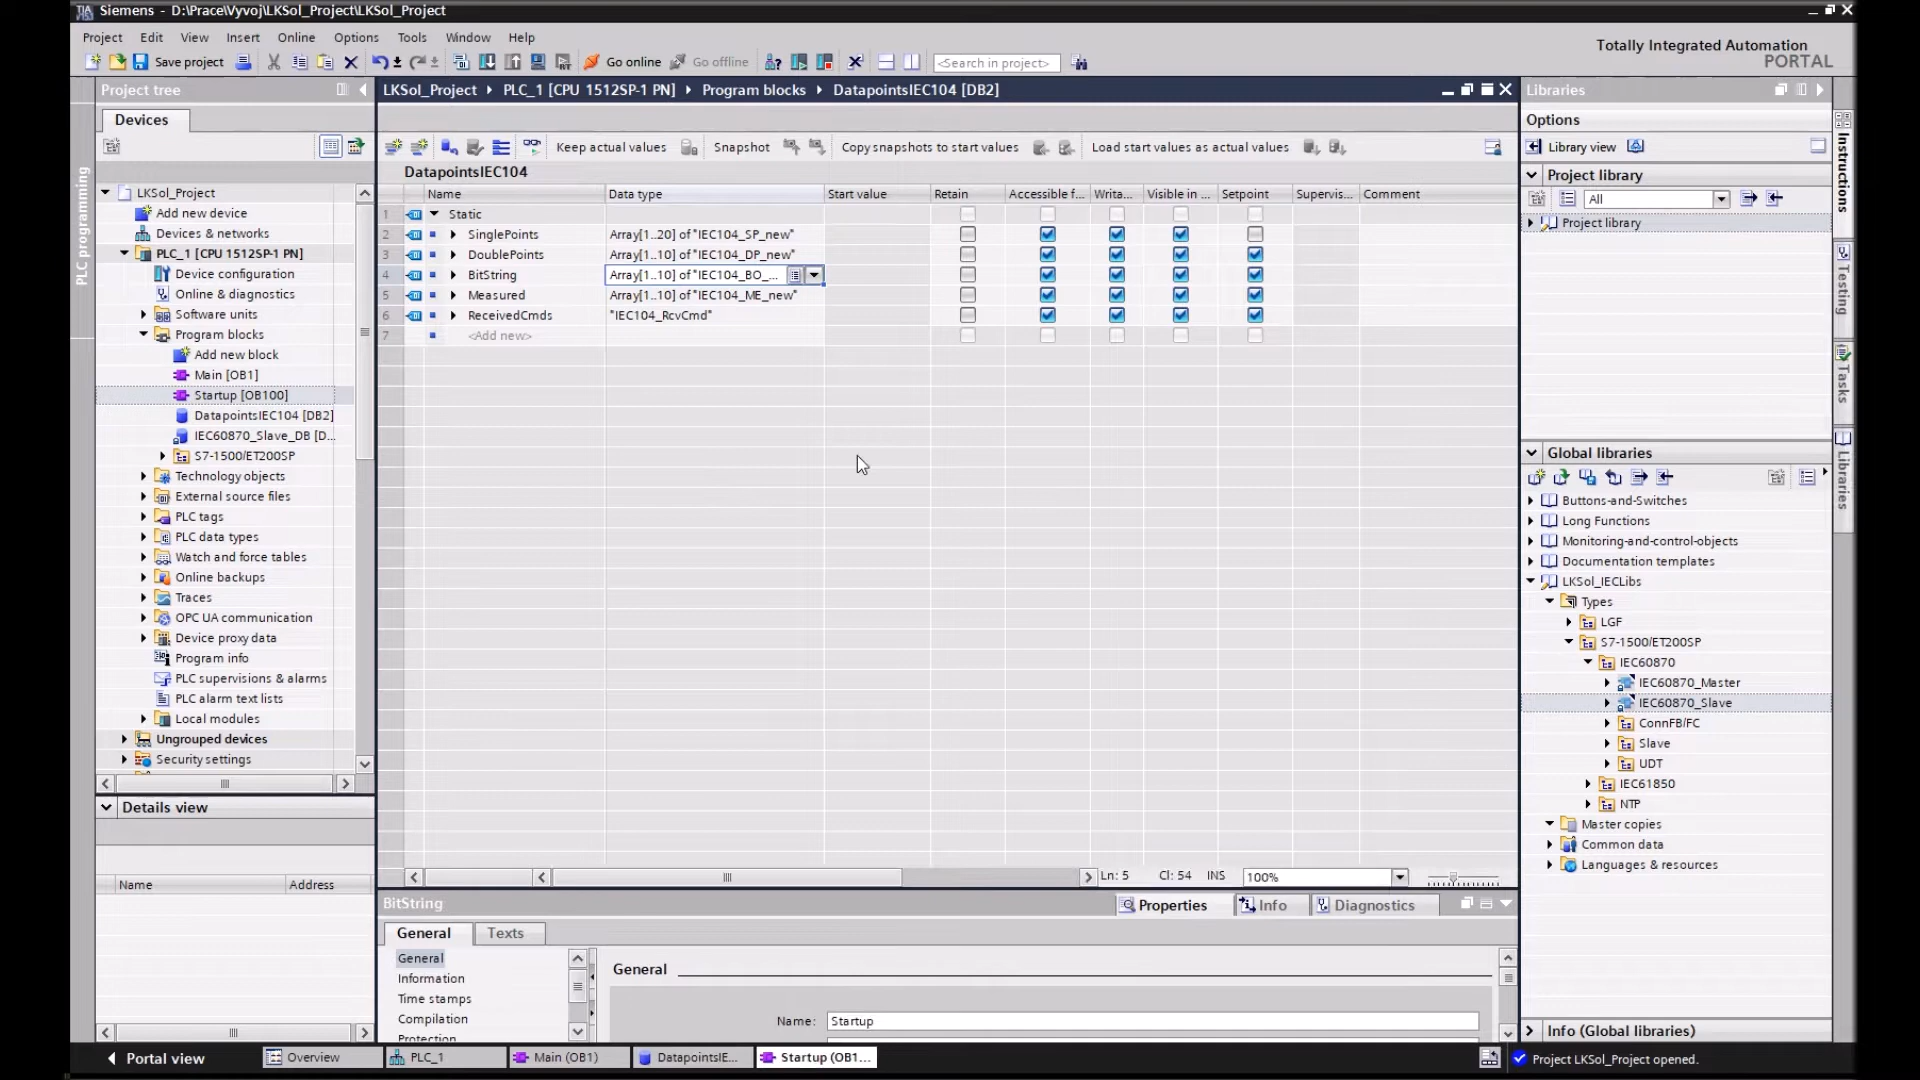 Siemens - D:\Prace\Vyvoj\LKSol_Project\LKSol_Project
Project Edit View Insert Online Options Tools Window Help
Totally Integrated Automation
PORTAL
Save project Go online Go offline <Search in project>
Project tree
LKSol_Project PLC_1 [CPU 1512SP-1 PN] Program blocks DatapointsIEC104 [DB2]
Libraries
Devices
Options
Keep actual values Snapshot Copy snapshots to start values Load start values as actual values
Library view
DatapointsIEC104
Project library
All
Project library
Name Data type Start value Retain Accessible f... Writa... Visible in ... Setpoint Supervis... Comment
1 Static
2 SinglePoints Array[1..20] of "IEC104_SP_new"
3 DoublePoints Array[1..10] of "IEC104_DP_new"
4 BitString Array[1..10] of "IEC104_BO_...
5 Measured Array[1..10] of "IEC104_ME_new"
6 ReceivedCmds "IEC104_RcvCmd"
7 <Add new>
PLC programming
LKSol_Project
Add new device
Devices & networks
PLC_1 [CPU 1512SP-1 PN]
Device configuration
Online & diagnostics
Software units
Program blocks
Add new block
Main [OB1]
Startup [OB100]
DatapointsIEC104 [DB2]
IEC60870_Slave_DB [D...
S7-1500/ET200SP
Technology objects
External source files
PLC tags
PLC data types
Watch and force tables
Online backups
Traces
OPC UA communication
Device proxy data
Program info
PLC supervisions & alarms
PLC alarm text lists
Local modules
Ungrouped devices
Security settings
Details view
Name Address
Global libraries
Buttons-and-Switches
Long Functions
Monitoring-and-control-objects
Documentation templates
LKSol_IECLibs
Types
LGF
S7-1500/ET200SP
IEC60870
IEC60870_Master
IEC60870_Slave
ConnFB/FC
Slave
UDT
IEC61850
NTP
Master copies
Common data
Languages & resources
Info (Global libraries)
Instructions
Testing
Tasks
Libraries
Ln: 5 Cl: 54 INS 100%
BitString
Properties Info Diagnostics
General Texts
General
Information
Time stamps
Compilation
Protection
General
Name: Startup
Portal view Overview PLC_1 Main (OB1) DatapointsIE... Startup (OB1...
Project LKSol_Project opened.